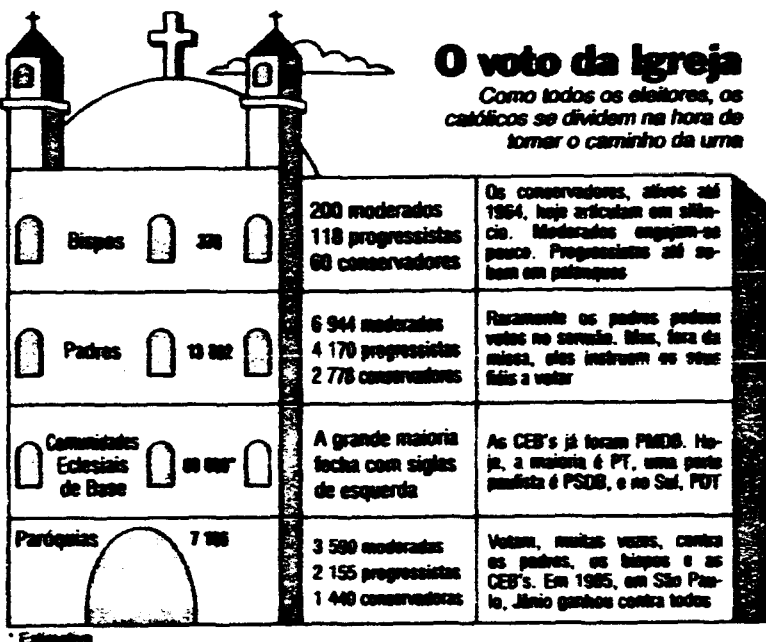 O voto da Igreja
Como todos os eleitores, os
católicos se dividem na hora de
tomar o caminho da urna
Bispos 378
200 moderados
118 progressistas
60 conservadores
Os conservadores, ativos até
1964, hoje articulam em silên-
cio. Moderados engajam-se
pouco. Progressistas até so-
bem em palanques
Padres 13 892
6 944 moderados
4 170 progressistas
2 778 conservadores
Raramente os padres pedem
votos no sermão. Mas, fora da
missa, eles instruem os seus
fiéis a votar
Comunidades
Eclesiais
de Base
A grande maioria
fecha com siglas
de esquerda
As CEB's já foram PMDB. Ho-
je, a maioria é PT, uma parte
paulista é PSDB, e no Sul, PDT
Paróquias
3 590 moderadas
2 155 progressistas
1 440 conservadoras
Votam, muitas vezes, contra
os padres, os bispos e as
CEB's. Em 1985, em São Pau-
lo, Jânio ganhou contra todos
* Estimativa